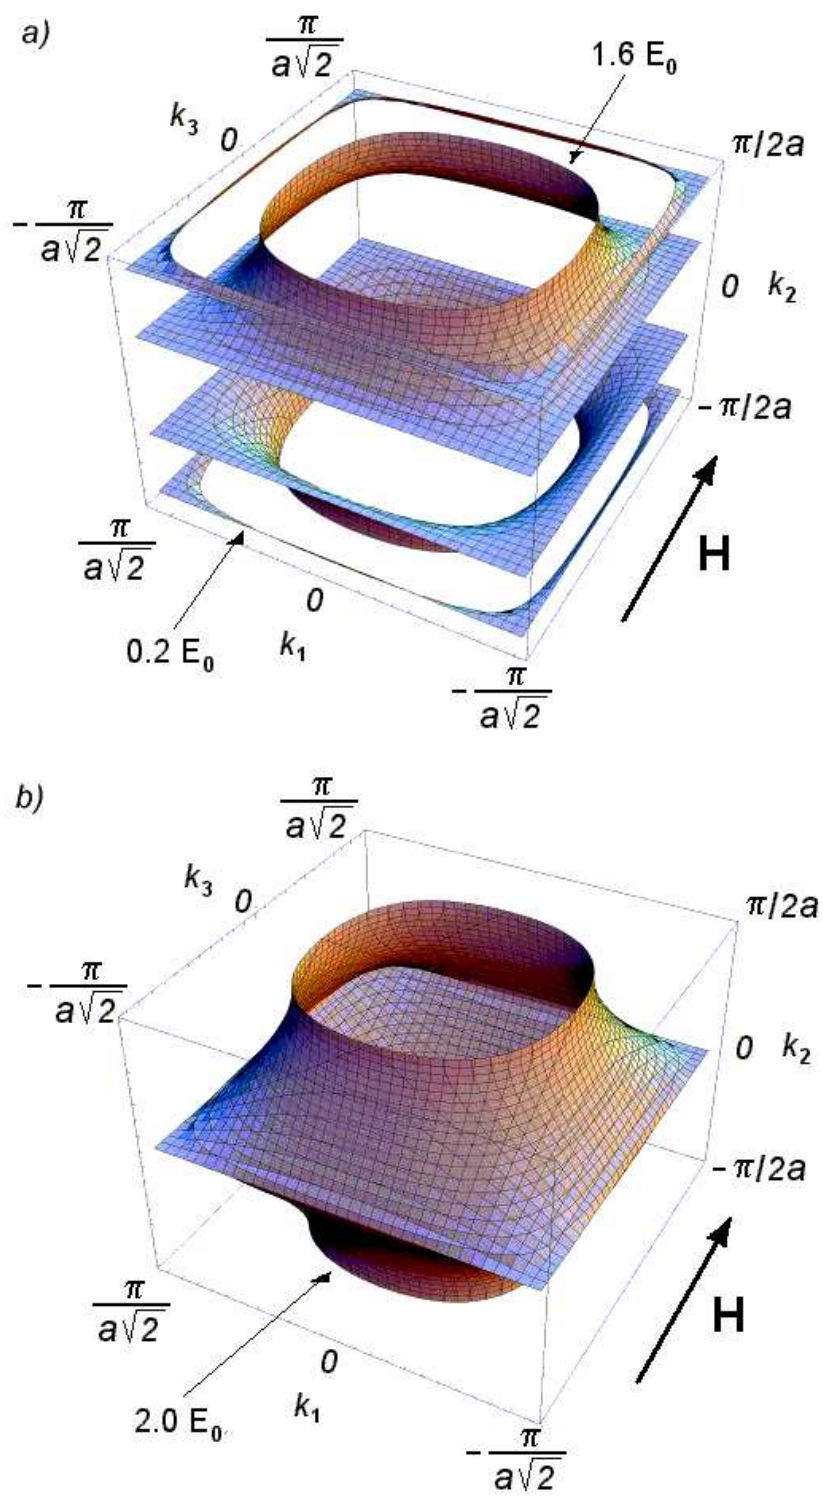 a)
π
a√2
1.6 E₀
k₃
0
π/2a
- π
a√2
0 k₂
- π/2a
π
a√2
H
0
0.2 E₀
k₁
- π
a√2
b)
π
a√2
k₃
0
π/2a
- π
a√2
0 k₂
- π/2a
π
a√2
H
0
k₁
2.0 E₀
- π
a√2